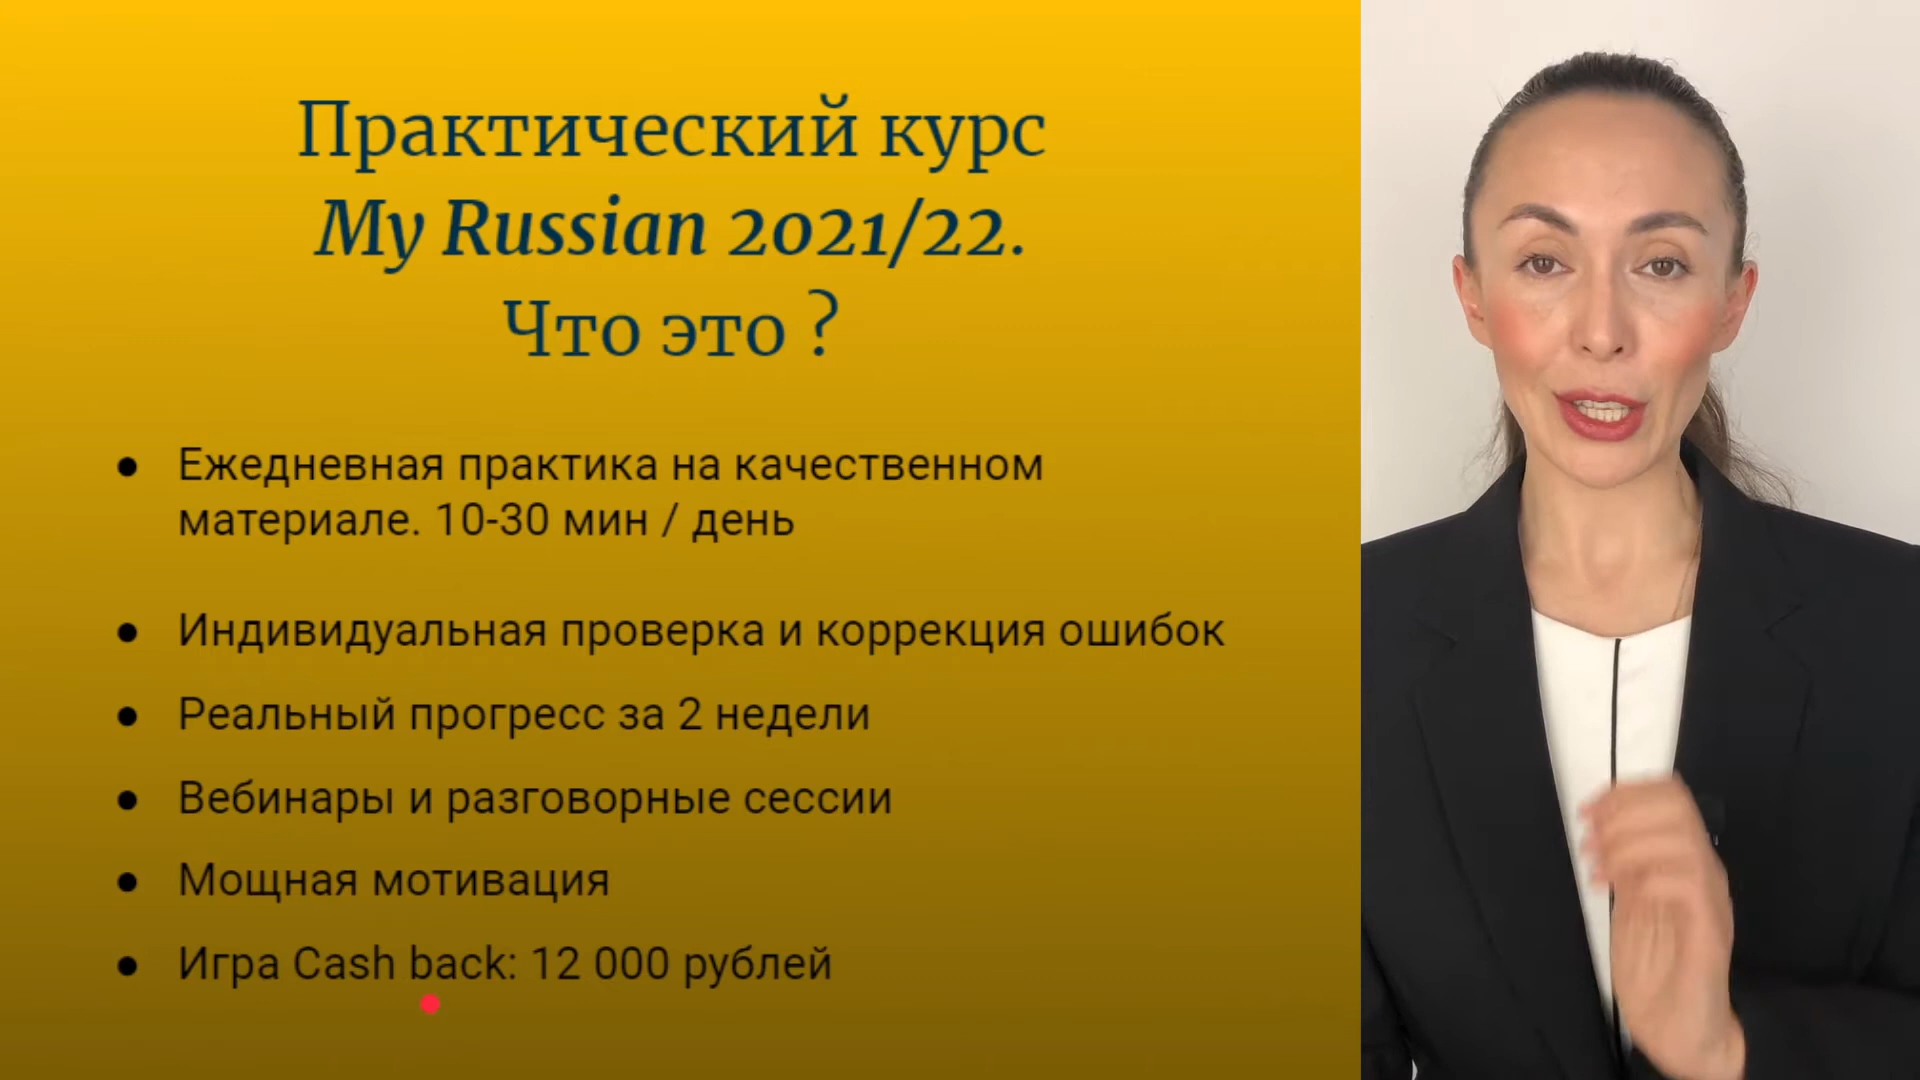 Практический курс
My Russian 2021/22.
Что это ?
● Ежедневная практика на качественном
материале. 10-30 мин / день
● Индивидуальная проверка и коррекция ошибок
● Реальный прогресс за 2 недели
● Вебинары и разговорные сессии
● Мощная мотивация
● Игра Cash back: 12 000 рублей